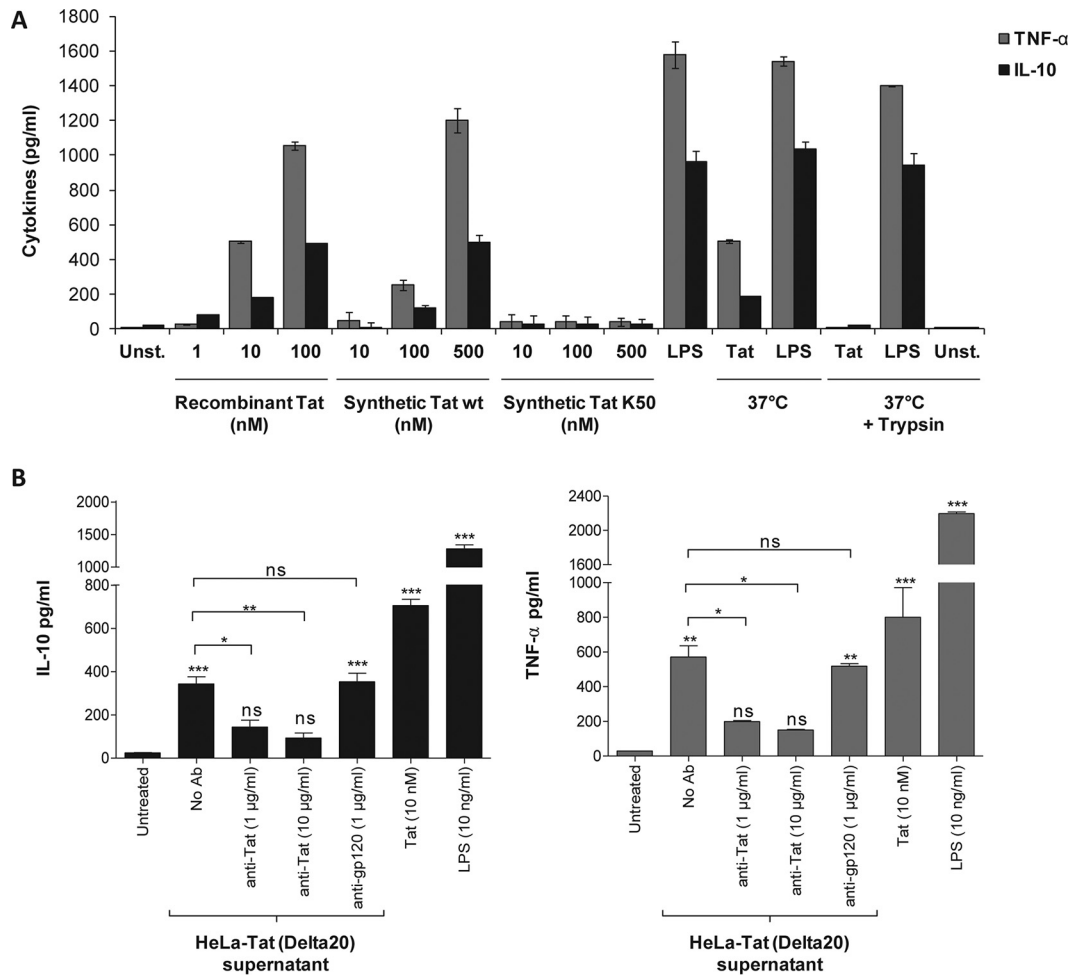 A
1800
1600
1400
1200
1000
800
600
400
200
0
Cytokines (pg/ml)
TNF-α
IL-10
Unst. 1 10 100 10 100 500 10 100 500 LPS Tat LPS Tat LPS Unst.
Recombinant Tat (nM)
Synthetic Tat wt (nM)
Synthetic Tat K50 (nM)
37°C
37°C + Trypsin
B
2000
1500
1000
800
600
400
200
0
IL-10 pg/ml
ns
**
*
*** ns ns *** *** ***
Untreated
No Ab
anti-Tat (1 µg/ml)
anti-Tat (10 µg/ml)
anti-gp120 (1 µg/ml)
Tat (10 nM)
LPS (10 ng/ml)
HeLa-Tat (Delta20)
supernatant
2400
2200
2000
1600
1000
800
600
400
200
0
TNF-α pg/ml
ns
*
*
** ns ns ** *** ***
Untreated
No Ab
anti-Tat (1 µg/ml)
anti-Tat (10 µg/ml)
anti-gp120 (1 µg/ml)
Tat (10 nM)
LPS (10 ng/ml)
HeLa-Tat (Delta20)
supernatant